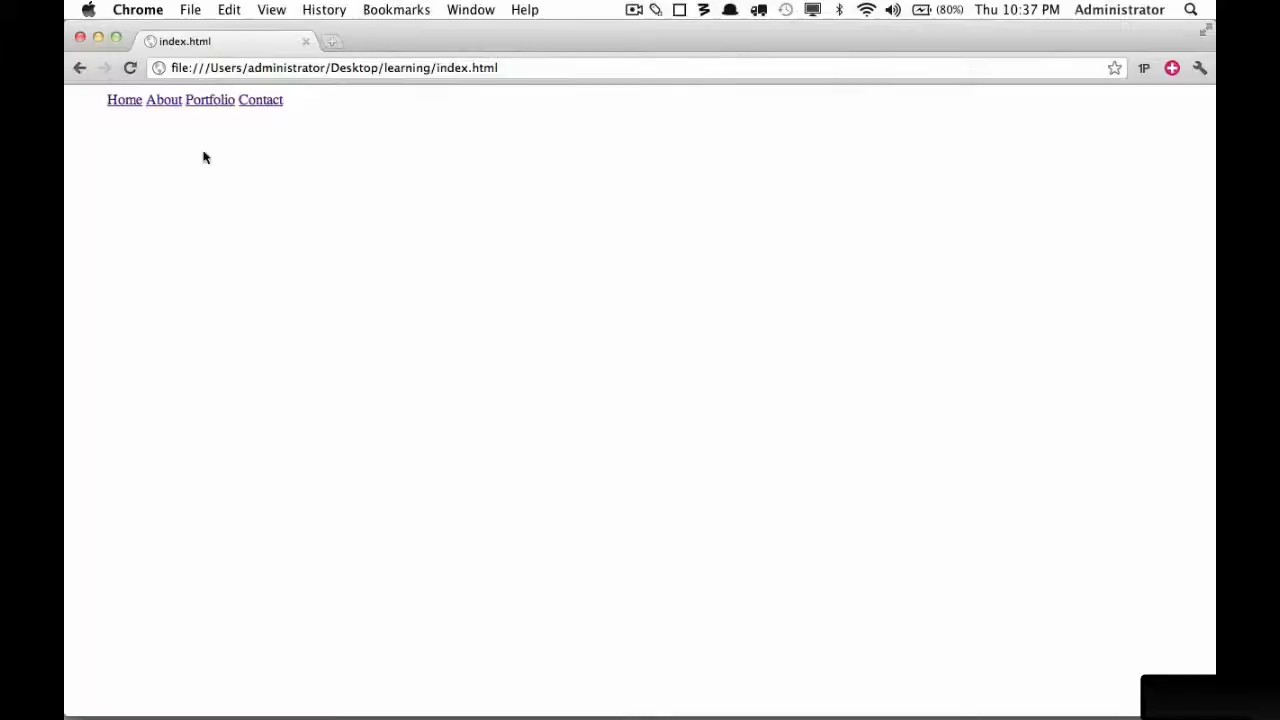 Chrome File Edit View History Bookmarks Window Help (80%) Thu 10:37 PM Administrator
index.html
file:///Users/administrator/Desktop/learning/index.html 1P
Home About Portfolio Contact